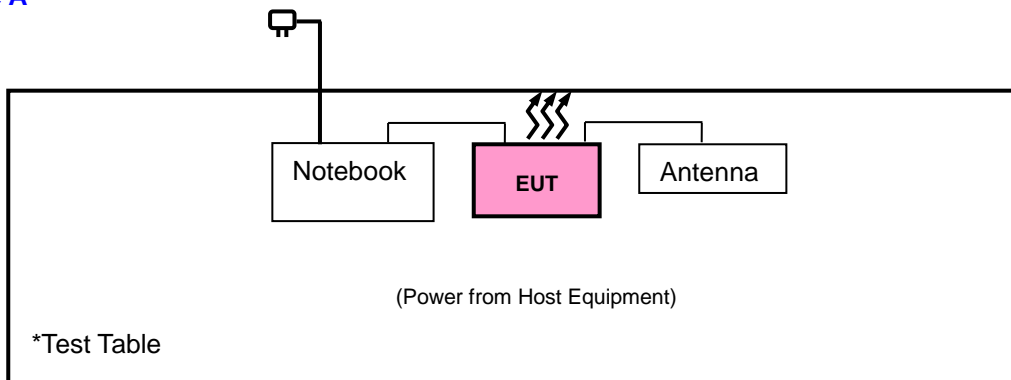 A
Notebook
EUT
Antenna
(Power from Host Equipment)
*Test Table